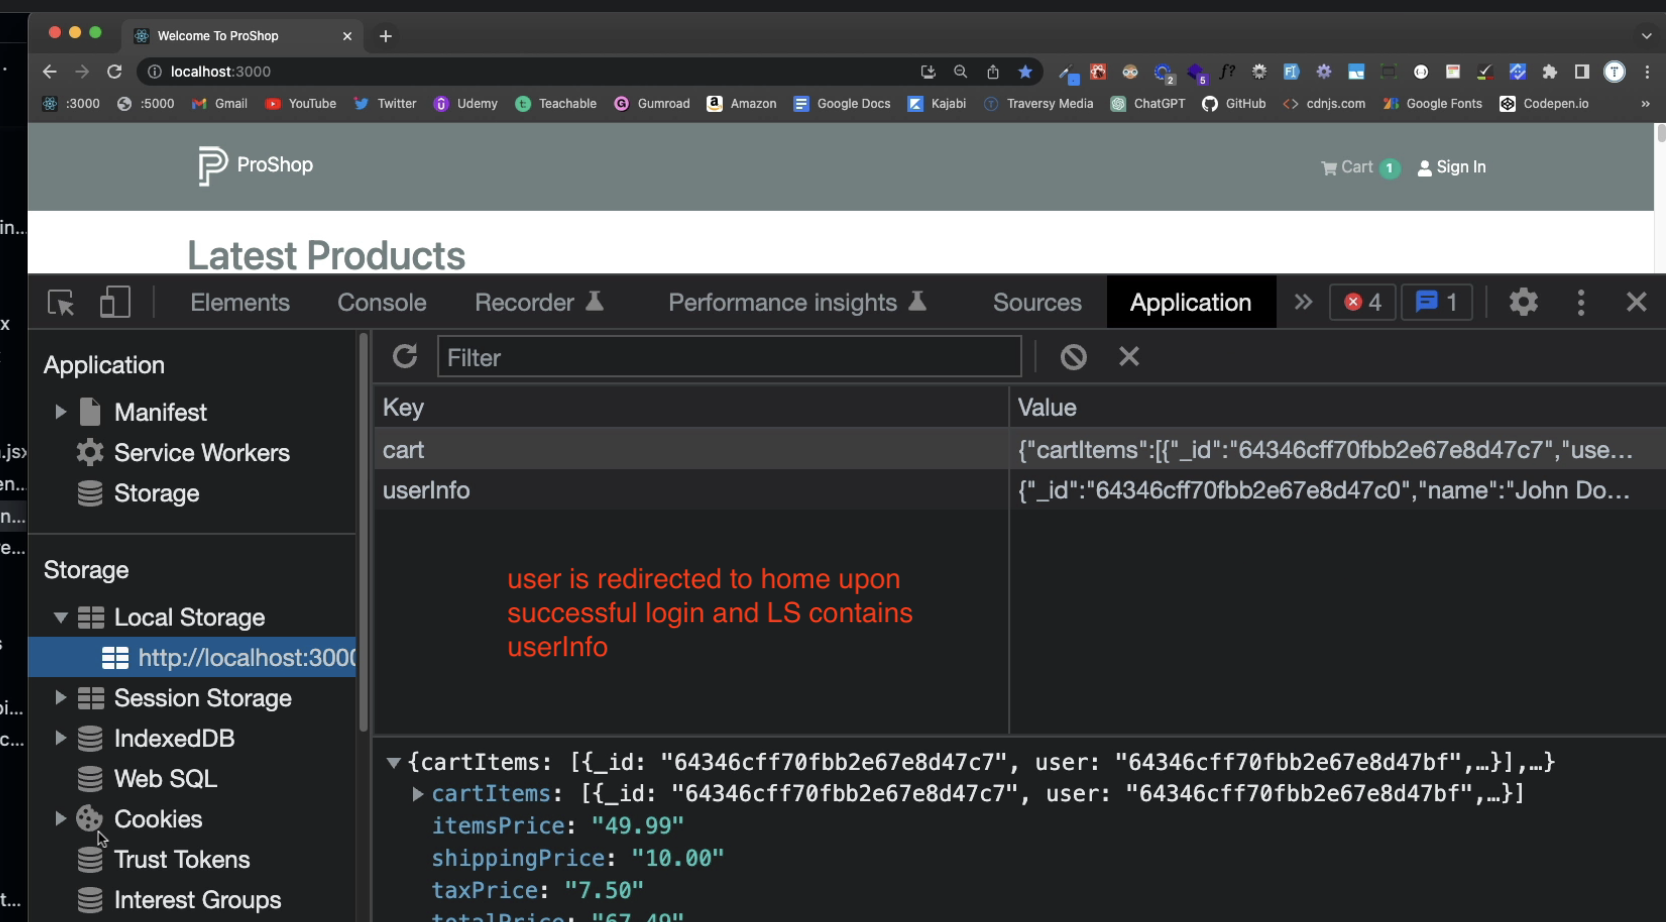 Welcome To ProShop
localhost:3000
2
5
T
:3000 :5000 Gmail YouTube Twitter Udemy Teachable Gumroad Amazon Google Docs Kajabi Traversy Media ChatGPT GitHub cdnjs.com Google Fonts Codepen.io »
ProShop
Cart 1 Sign In
Latest Products
Elements Console Recorder Performance insights Sources Application » 4 1
Application
Manifest
Service Workers
Storage
Storage
Local Storage
http://localhost:3000
Session Storage
IndexedDB
Web SQL
Cookies
Trust Tokens
Interest Groups
Filter
Key Value
cart {"cartItems":[{"_id":"64346cff70fbb2e67e8d47c7","use...
userInfo {"_id":"64346cff70fbb2e67e8d47c0","name":"John Do...
user is redirected to home upon
successful login and LS contains
userInfo
{cartItems: [{_id: "64346cff70fbb2e67e8d47c7", user: "64346cff70fbb2e67e8d47bf",…}],…}
cartItems: [{_id: "64346cff70fbb2e67e8d47c7", user: "64346cff70fbb2e67e8d47bf",…}]
itemsPrice: "49.99"
shippingPrice: "10.00"
taxPrice: "7.50"
totalPrice: "67.49"